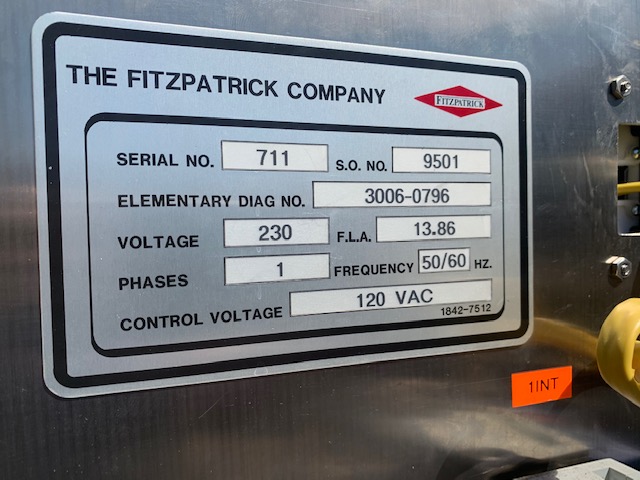 THE FITZPATRICK COMPANY
FITZPATRICK
SERIAL NO. 711 S.O. NO. 9501
ELEMENTARY DIAG NO. 3006-0796
VOLTAGE 230 F.L.A. 13.86
PHASES 1 FREQUENCY 50/60 HZ.
CONTROL VOLTAGE 120 VAC
1842-7512
1INT